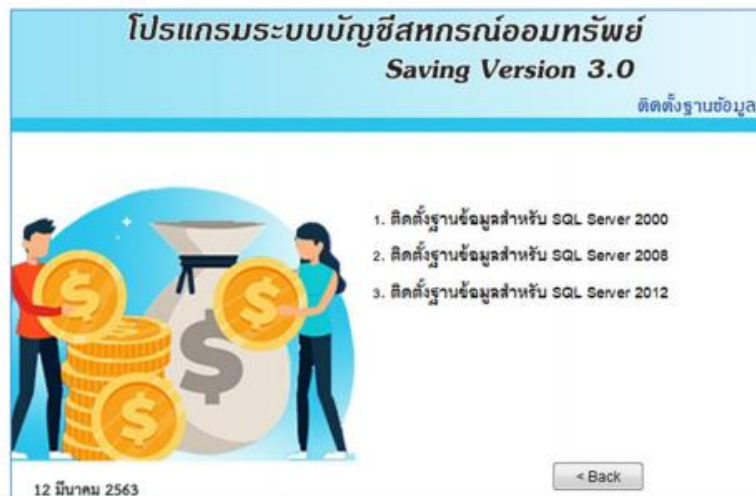 โปรแกรมระบบบัญชีสหกรณ์ออมทรัพย์
Saving Version 3.0
ติดตั้งฐานข้อมูล
1. ติดตั้งฐานข้อมูลสำหรับ SQL Server 2000
2. ติดตั้งฐานข้อมูลสำหรับ SQL Server 2008
3. ติดตั้งฐานข้อมูลสำหรับ SQL Server 2012
< Back
12 มีนาคม 2563